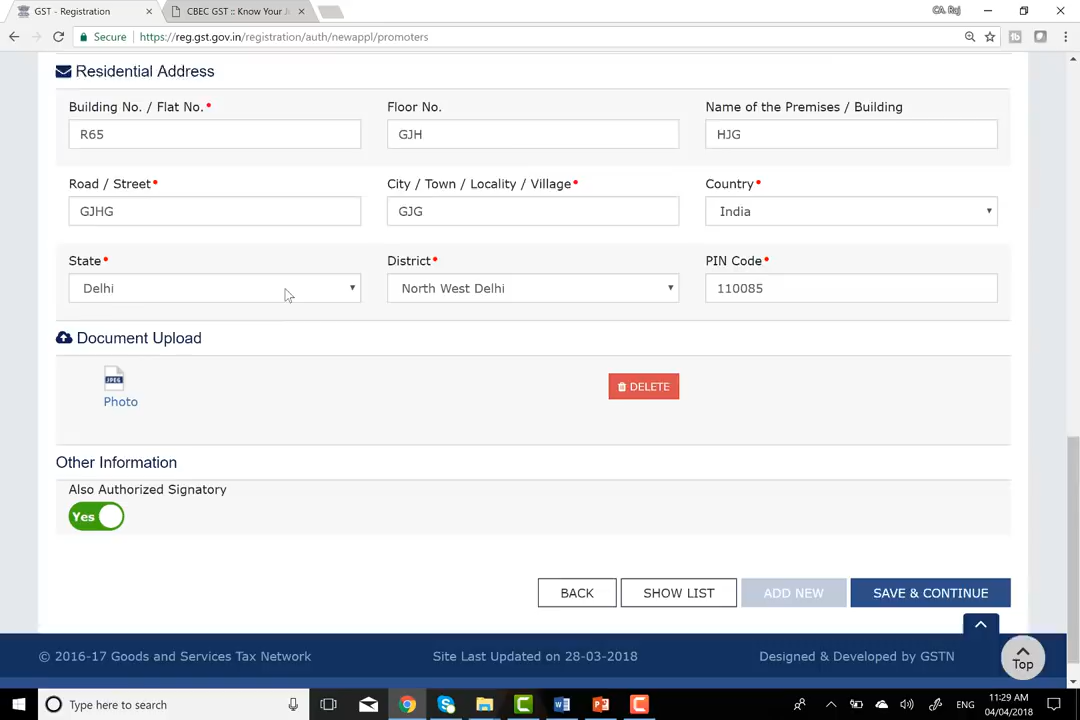 GST - Registration
CBEC GST :: Know Your J
CA. Raj
Secure
https://reg.gst.gov.in/registration/auth/newappl/promoters
Residential Address
Building No. / Flat No.*
Floor No.
Name of the Premises / Building
R65
GJH
HJG
Road / Street*
City / Town / Locality / Village*
Country*
GJHG
GJG
India
State*
District*
PIN Code*
Delhi
North West Delhi
110085
Document Upload
JPEG
Photo
DELETE
Other Information
Also Authorized Signatory
Yes
BACK
SHOW LIST
ADD NEW
SAVE & CONTINUE
© 2016-17 Goods and Services Tax Network
Site Last Updated on 28-03-2018
Designed & Developed by GSTN
Top
Type here to search
ENG
11:29 AM
04/04/2018